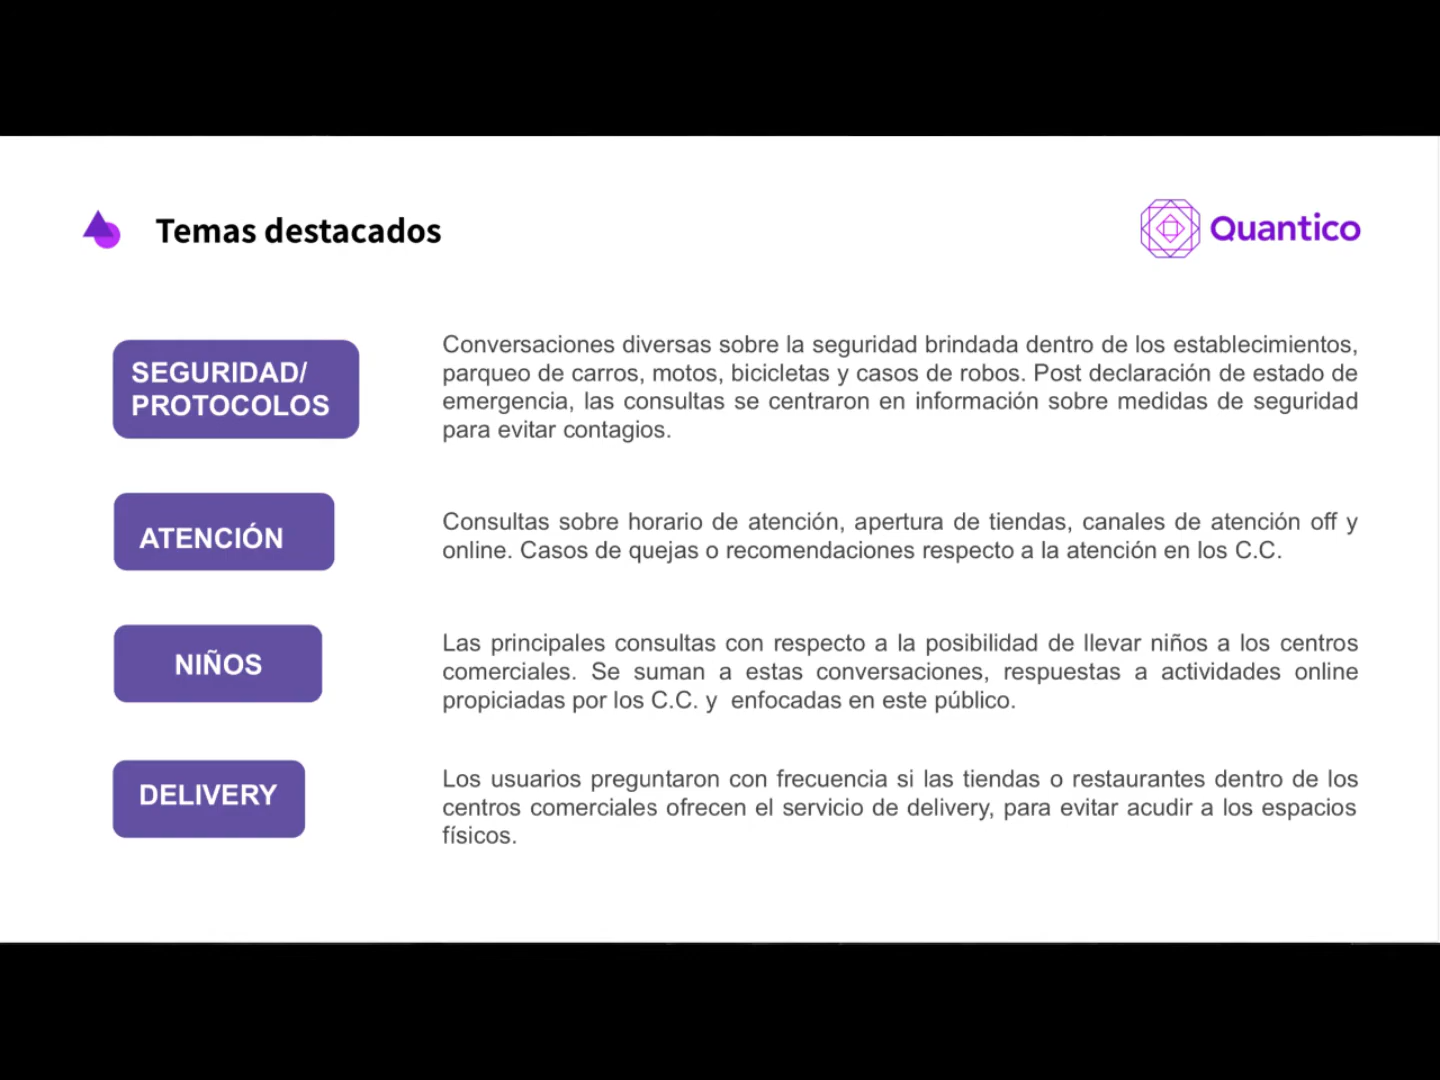 Temas destacados
Quantico
SEGURIDAD/
PROTOCOLOS
Conversaciones diversas sobre la seguridad brindada dentro de los establecimientos,
parqueo de carros, motos, bicicletas y casos de robos. Post declaración de estado de
emergencia, las consultas se centraron en información sobre medidas de seguridad
para evitar contagios.
ATENCIÓN
Consultas sobre horario de atención, apertura de tiendas, canales de atención off y
online. Casos de quejas o recomendaciones respecto a la atención en los C.C.
NIÑOS
Las principales consultas con respecto a la posibilidad de llevar niños a los centros
comerciales. Se suman a estas conversaciones, respuestas a actividades online
propiciadas por los C.C. y  enfocadas en este público.
DELIVERY
Los usuarios preguntaron con frecuencia si las tiendas o restaurantes dentro de los
centros comerciales ofrecen el servicio de delivery, para evitar acudir a los espacios
físicos.